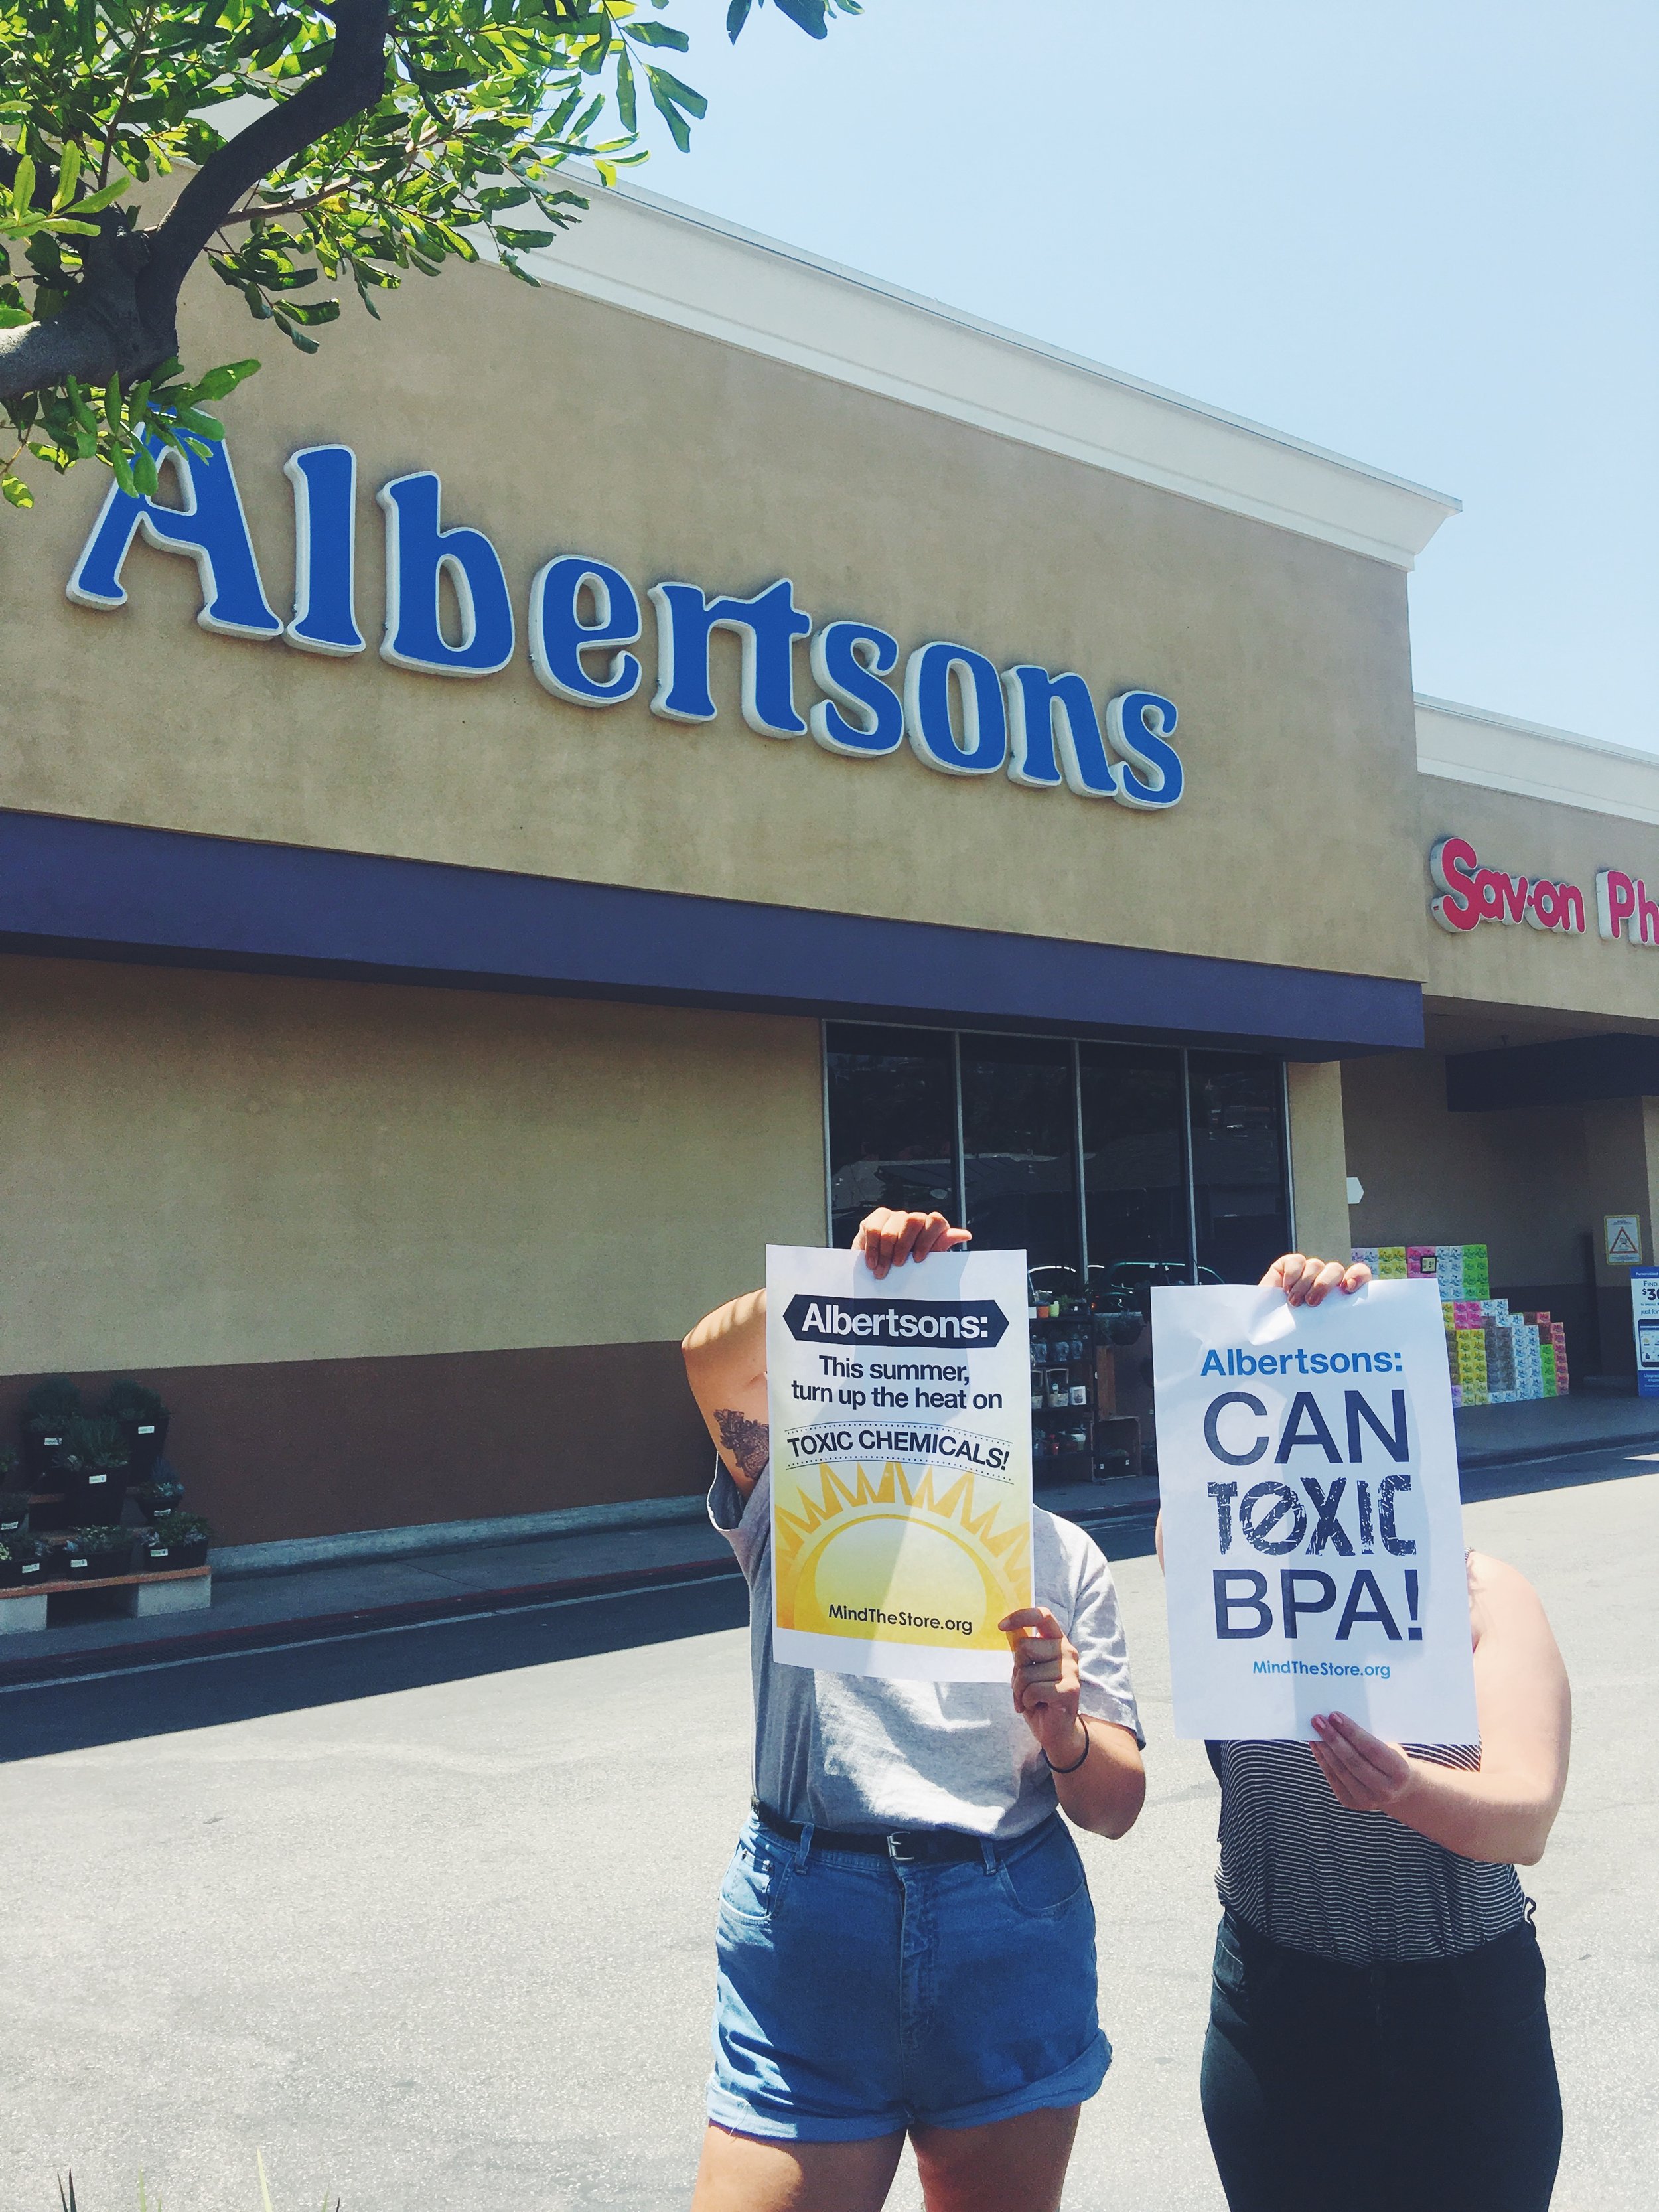 Albertsons
Sav-on Ph
Albertsons:
This summer,
turn up the heat on
TOXIC CHEMICALS!
MindTheStore.org
Albertsons:
CAN
TOXIC
BPA!
MindTheStore.org